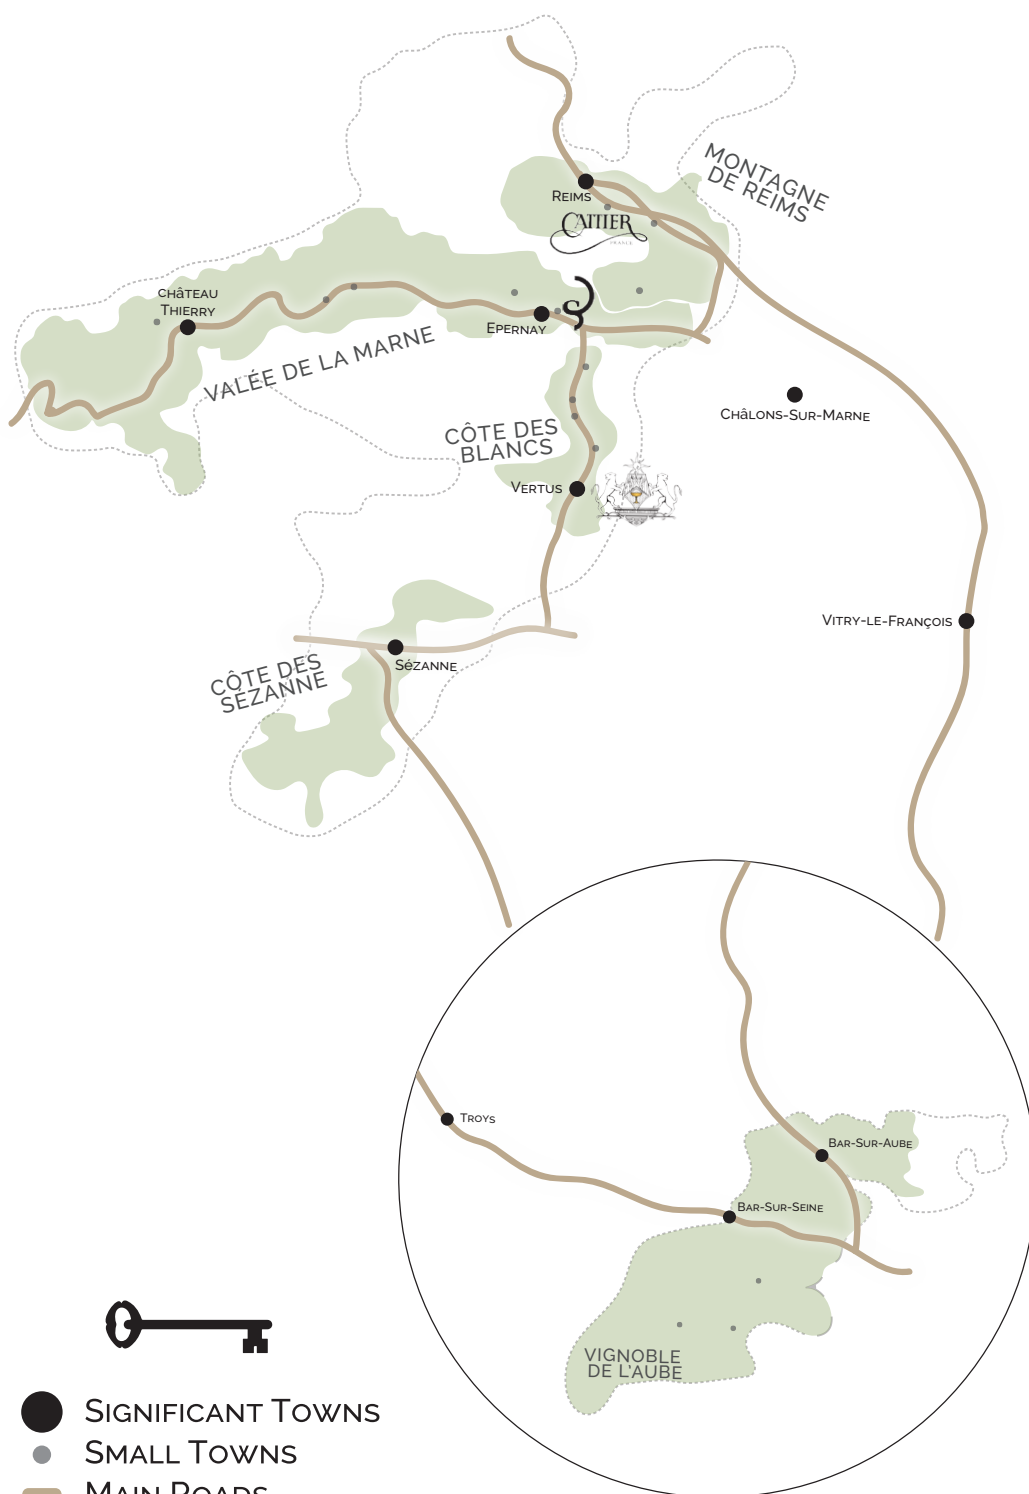 MONTAGNE
DE REIMS
REIMS
CATTIER
FRANCE
CHâTEAU
THIERRY
EPERNAY
VALÉE DE LA MARNE
CHÂLONS-SUR-MARNE
CÔTE DES
BLANCS
VERTUS
VITRY-LE-FRANÇOIS
SéZANNE
CÔTE DES
SÉZANNE
TROYS
BAR-SUR-AUBE
BAR-SUR-SEINE
VIGNOBLE
DE L'AUBE
SIGNIFICANT TOWNS
SMALL TOWNS
MAIN ROADS